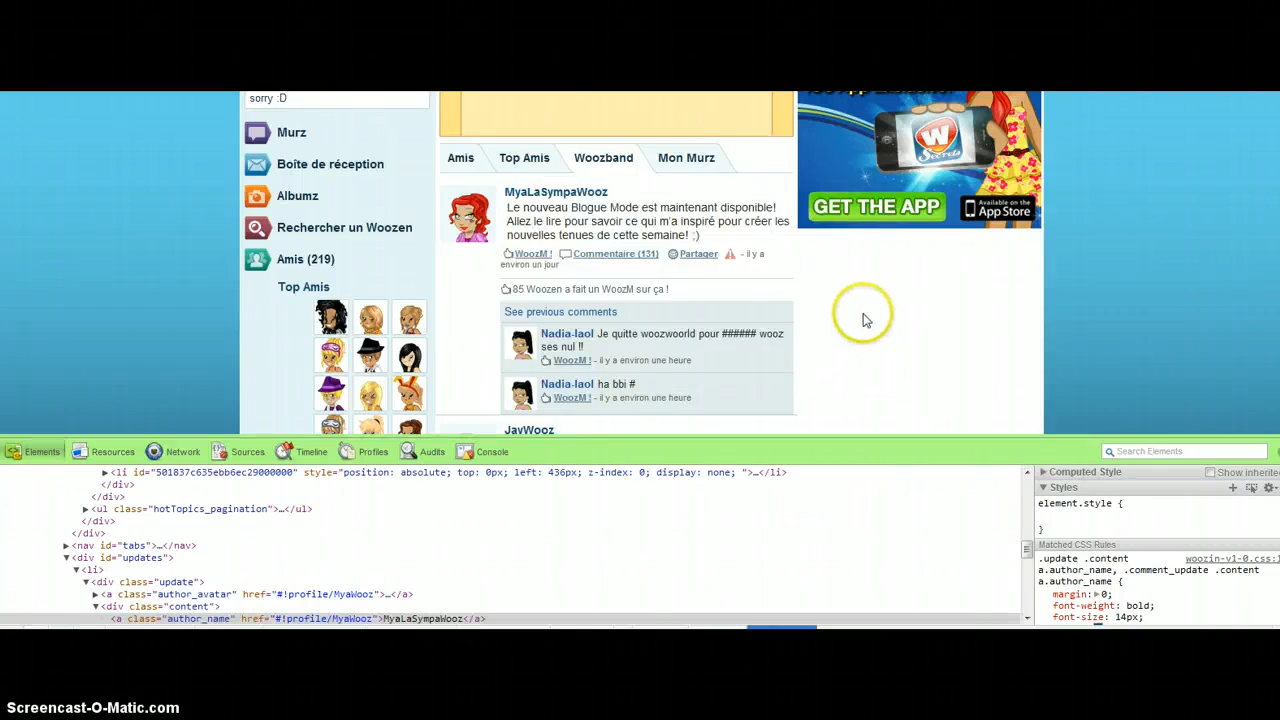 sorry :D
Murz
Boîte de réception
Albumz
Rechercher un Woozen
Amis (219)
Top Amis
Amis
Top Amis
Woozband
Mon Murz
MyaLaSympaWooz
Le nouveau Blogue Mode est maintenant disponible!
Allez le lire pour savoir ce qui m'a inspiré pour créer les
nouvelles tenues de cette semaine! ;)
WoozM ! Commentaire (131) Partager - il y a
environ un jour
85 Woozen a fait un WoozM sur ça !
See previous comments
Nadia-laol Je quitte woozwoorld pour ###### wooz
ses nul !!
WoozM ! - il y a environ une heure
Nadia-laol ha bbi #
WoozM ! - il y a environ une heure
JayWooz
W
Secrets
GET THE APP
Available on the
App Store
Elements Resources Network Sources Timeline Profiles Audits Console
Search Elements
<li id="501837c635ebb6ec29000000" style="position: absolute; top: 0px; left: 436px; z-index: 0; display: none; ">…</li>
</div>
</div>
<ul class="hotTopics_pagination">…</ul>
</div>
</div>
<nav id="tabs">…</nav>
<div id="updates">
<li>
<div class="update">
<a class="author_avatar" href="#!profile/MyaWooz">…</a>
<div class="content">
<a class="author_name" href="#!profile/MyaWooz">MyaLaSympaWooz</a>
Computed Style
Show inherite
Styles
element.style {
}
Matched CSS Rules
.update .content
woozin-v1-0.css:1
a.author_name, .comment_update .content
a.author_name {
margin: 0;
font-weight: bold;
font-size: 14px;
Screencast-O-Matic.com